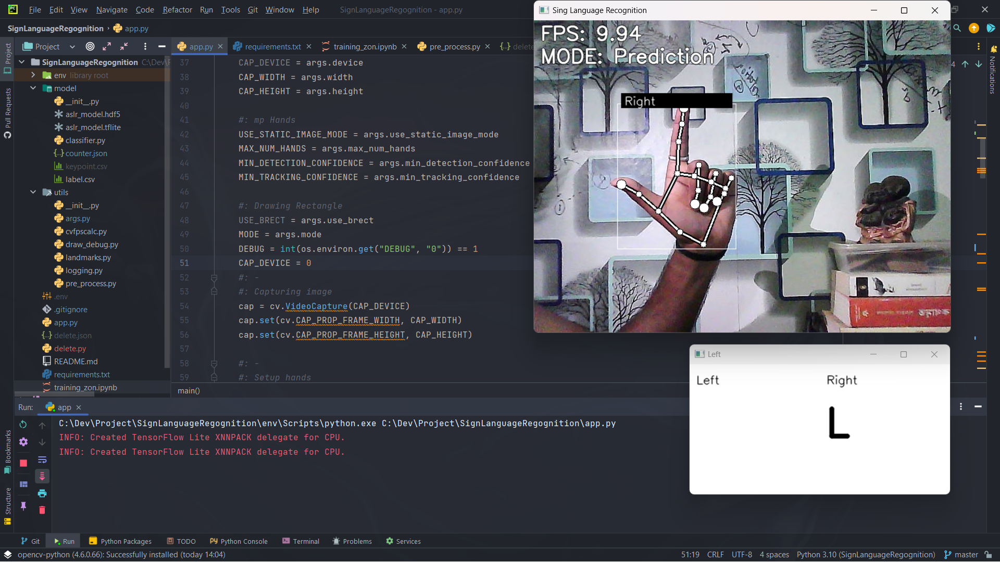 File Edit View Navigate Code Refactor Run Tools Git Window Help SignLanguageRegognition - app.py
SignLanguageRegognition › app.py
Project
app.py
requirements.txt
training_zon.ipynb
pre_process.py
delete
SignLanguageRegognition C:\Dev\P
env library root
model
__init__.py
aslr_model.hdf5
aslr_model.tflite
classifier.py
counter.json
keypoint.csv
label.csv
utils
__init__.py
args.py
cvfpscalc.py
draw_debug.py
landmarks.py
logging.py
pre_process.py
.env
.gitignore
app.py
delete.json
delete.py
README.md
requirements.txt
training_zon.ipynb
37 CAP_DEVICE = args.device
38 CAP_WIDTH = args.width
39 CAP_HEIGHT = args.height
40
41 #: mp Hands
42 USE_STATIC_IMAGE_MODE = args.use_static_image_mode
43 MAX_NUM_HANDS = args.max_num_hands
44 MIN_DETECTION_CONFIDENCE = args.min_detection_confidence
45 MIN_TRACKING_CONFIDENCE = args.min_tracking_confidence
46
47 #: Drawing Rectangle
48 USE_BRECT = args.use_brect
49 MODE = args.mode
50 DEBUG = int(os.environ.get("DEBUG", "0")) == 1
51 CAP_DEVICE = 0
52 #: -
53 #: Capturing image
54 cap = cv.VideoCapture(CAP_DEVICE)
55 cap.set(cv.CAP_PROP_FRAME_WIDTH, CAP_WIDTH)
56 cap.set(cv.CAP_PROP_FRAME_HEIGHT, CAP_HEIGHT)
57
58 #: -
59 #: Setup hands
main()
Sing Language Recognition
FPS: 9.94
MODE: Prediction
Right
4
Left
Left Right
L
Project
Pull Requests
Bookmarks
Structure
Notifications
Run: app
C:\Dev\Project\SignLanguageRegognition\env\Scripts\python.exe C:\Dev\Project\SignLanguageRegognition\app.py
INFO: Created TensorFlow Lite XNNPACK delegate for CPU.
INFO: Created TensorFlow Lite XNNPACK delegate for CPU.
Git Run Python Packages TODO Python Console Terminal Problems Services
opencv-python (4.6.0.66): Successfully installed (today 14:04) 51:19 CRLF UTF-8 4 spaces Python 3.10 (SignLanguageRegognition) master